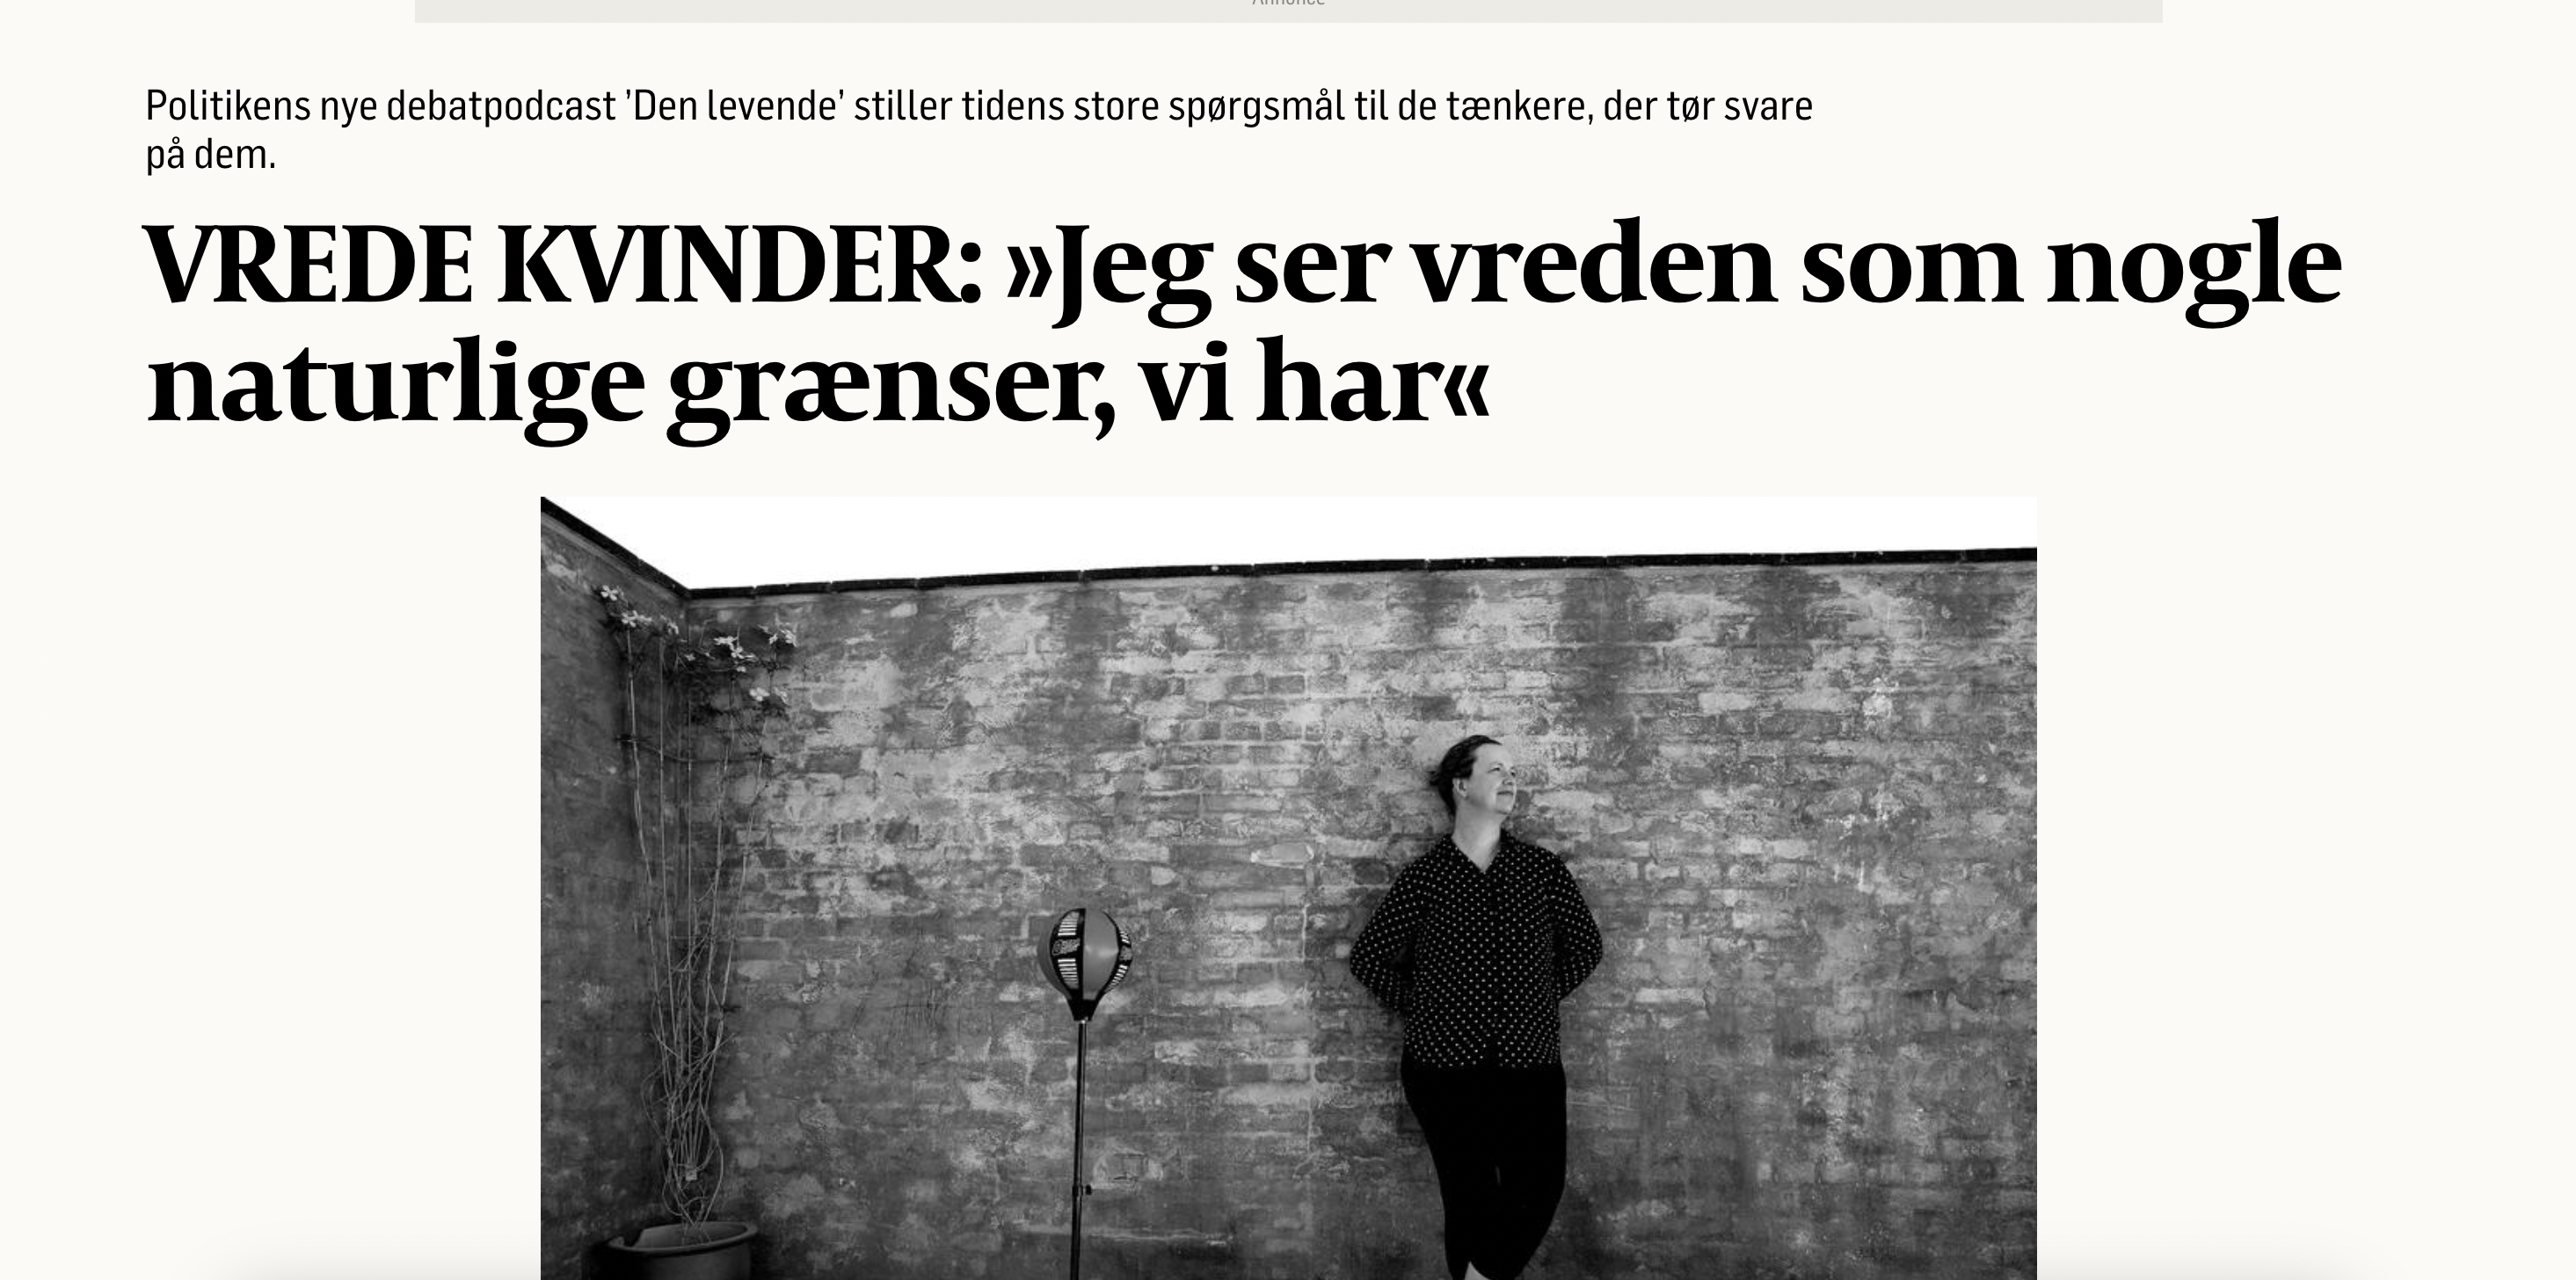 Annonce
Politikens nye debatpodcast ’Den levende’ stiller tidens store spørgsmål til de tænkere, der tør svare
på dem.
VREDE KVINDER: »Jeg ser vreden som nogle
naturlige grænser, vi har«